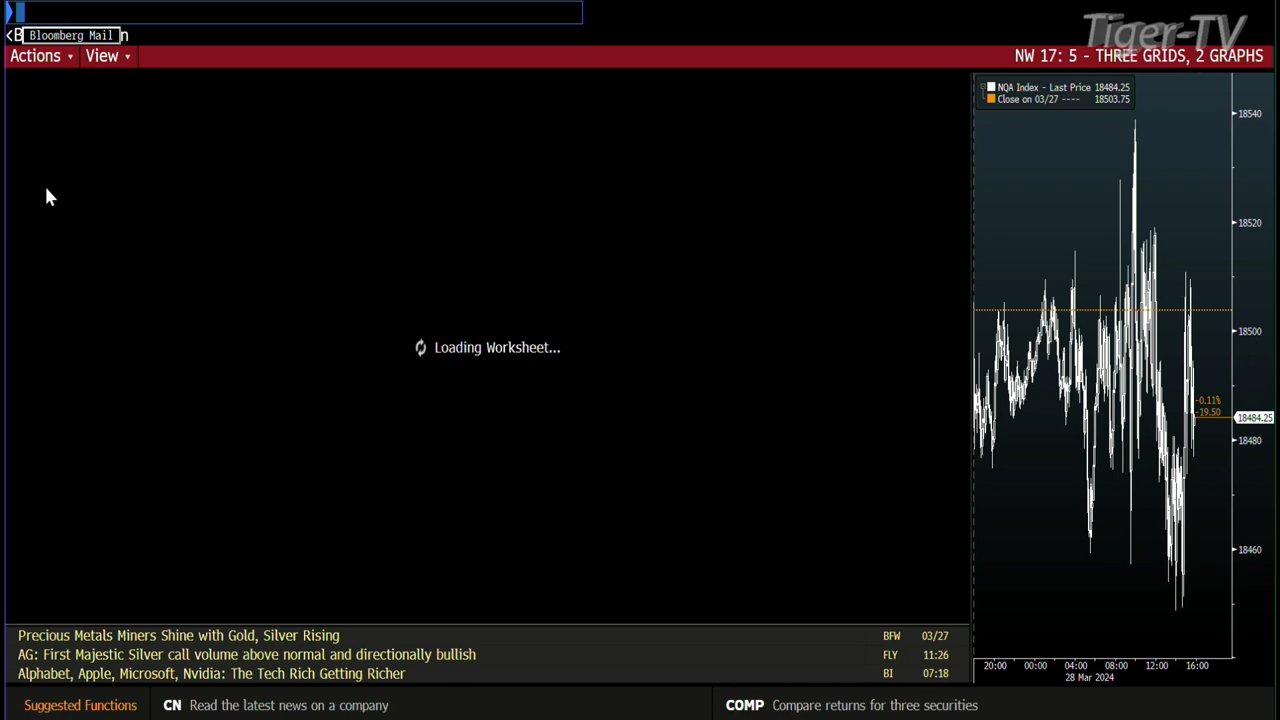 <B Bloomberg Mail n
Tiger-TV
Actions View NW 17: 5 - THREE GRIDS, 2 GRAPHS
NQA Index - Last Price 18484.25
Close on 03/27 ---- 18503.75
18540
18520
18500
-0.11%
-19.50
18484.25
18480
18460
Loading Worksheet...
20:00 00:00 04:00 08:00 12:00 16:00
28 Mar 2024
Precious Metals Miners Shine with Gold, Silver Rising BFW 03/27
AG: First Majestic Silver call volume above normal and directionally bullish FLY 11:26
Alphabet, Apple, Microsoft, Nvidia: The Tech Rich Getting Richer BI 07:18
Suggested Functions CN Read the latest news on a company COMP Compare returns for three securities